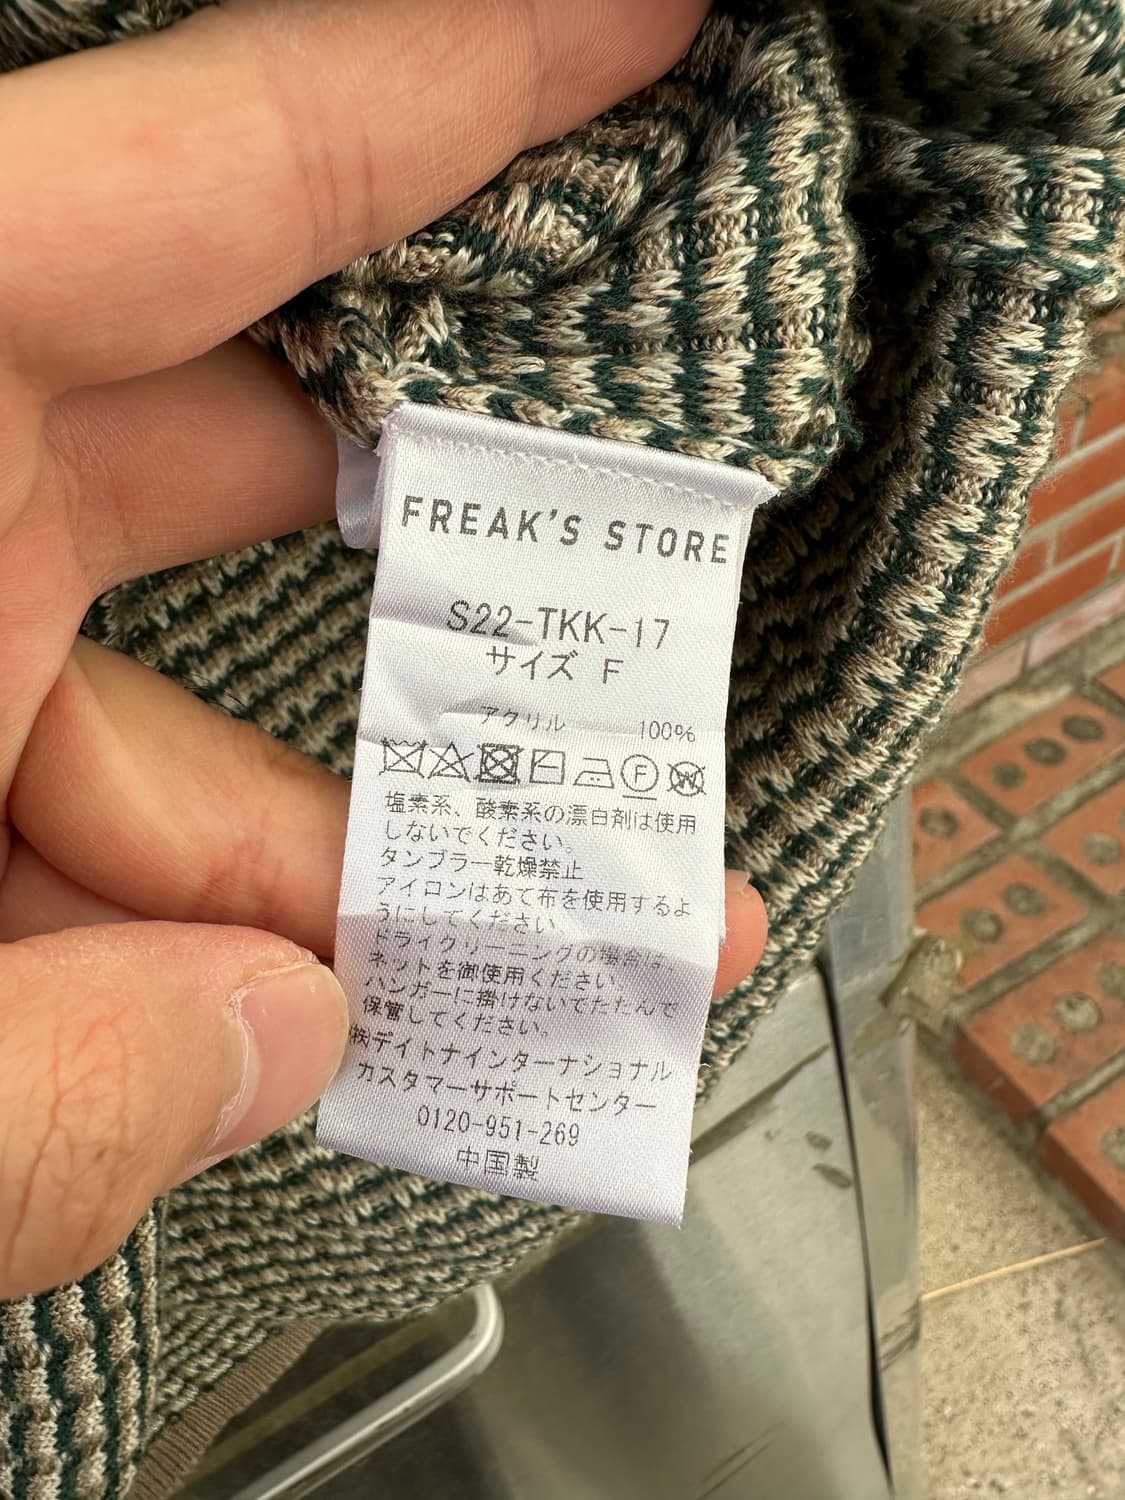 FREAK'S STORE
S22-TKK-17
サイズ F
アクリル 100%
F W
塩素系、酸素系の漂白剤は使用
しないでください。
タンブラー乾燥禁止
アイロンはあて布を使用するよ
うにしてください。
ドライクリーニングの場合は、
ネットを御使用ください。
ハンガーに掛けないでたたんで
保管してください。
(株)デイトナインターナショナル
カスタマーサポートセンター
0120-951-269
中国製